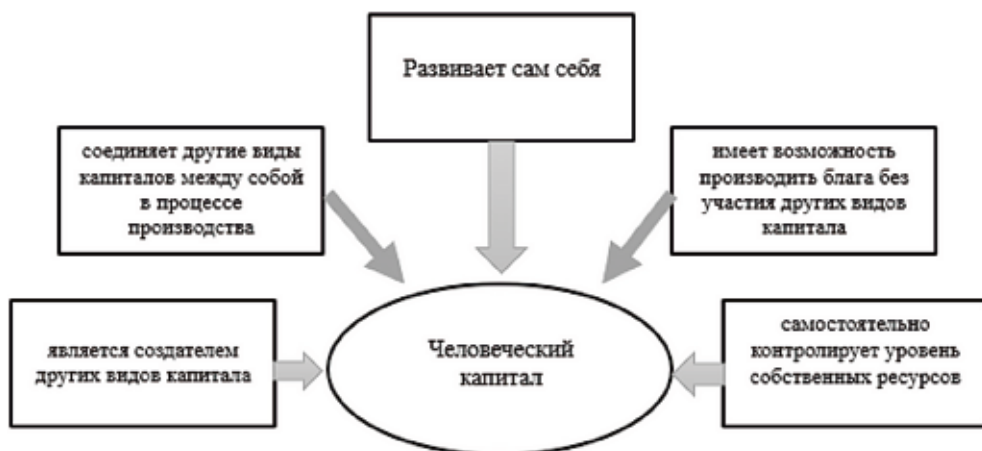 Развивает сам себя
соединяет другие виды
капиталов между собой
в процессе
производства
имеет возможность
производить блага без
участия других видов
капитала
является создателем
других видов капитала
Человеческий
капитал
самостоятельно
контролирует уровень
собственных ресурсов